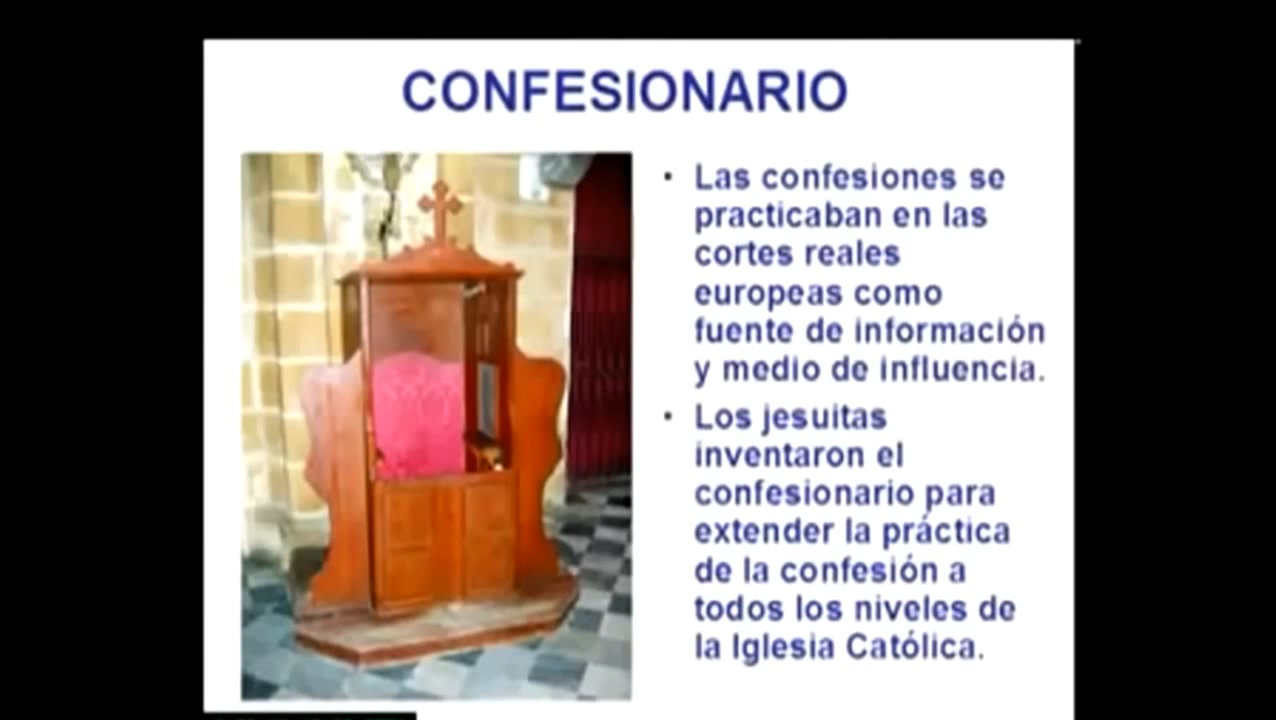 CONFESIONARIO
• Las confesiones se
practicaban en las
cortes reales
europeas como
fuente de información
y medio de influencia.
• Los jesuitas
inventaron el
confesionario para
extender la práctica
de la confesión a
todos los niveles de
la Iglesia Católica.